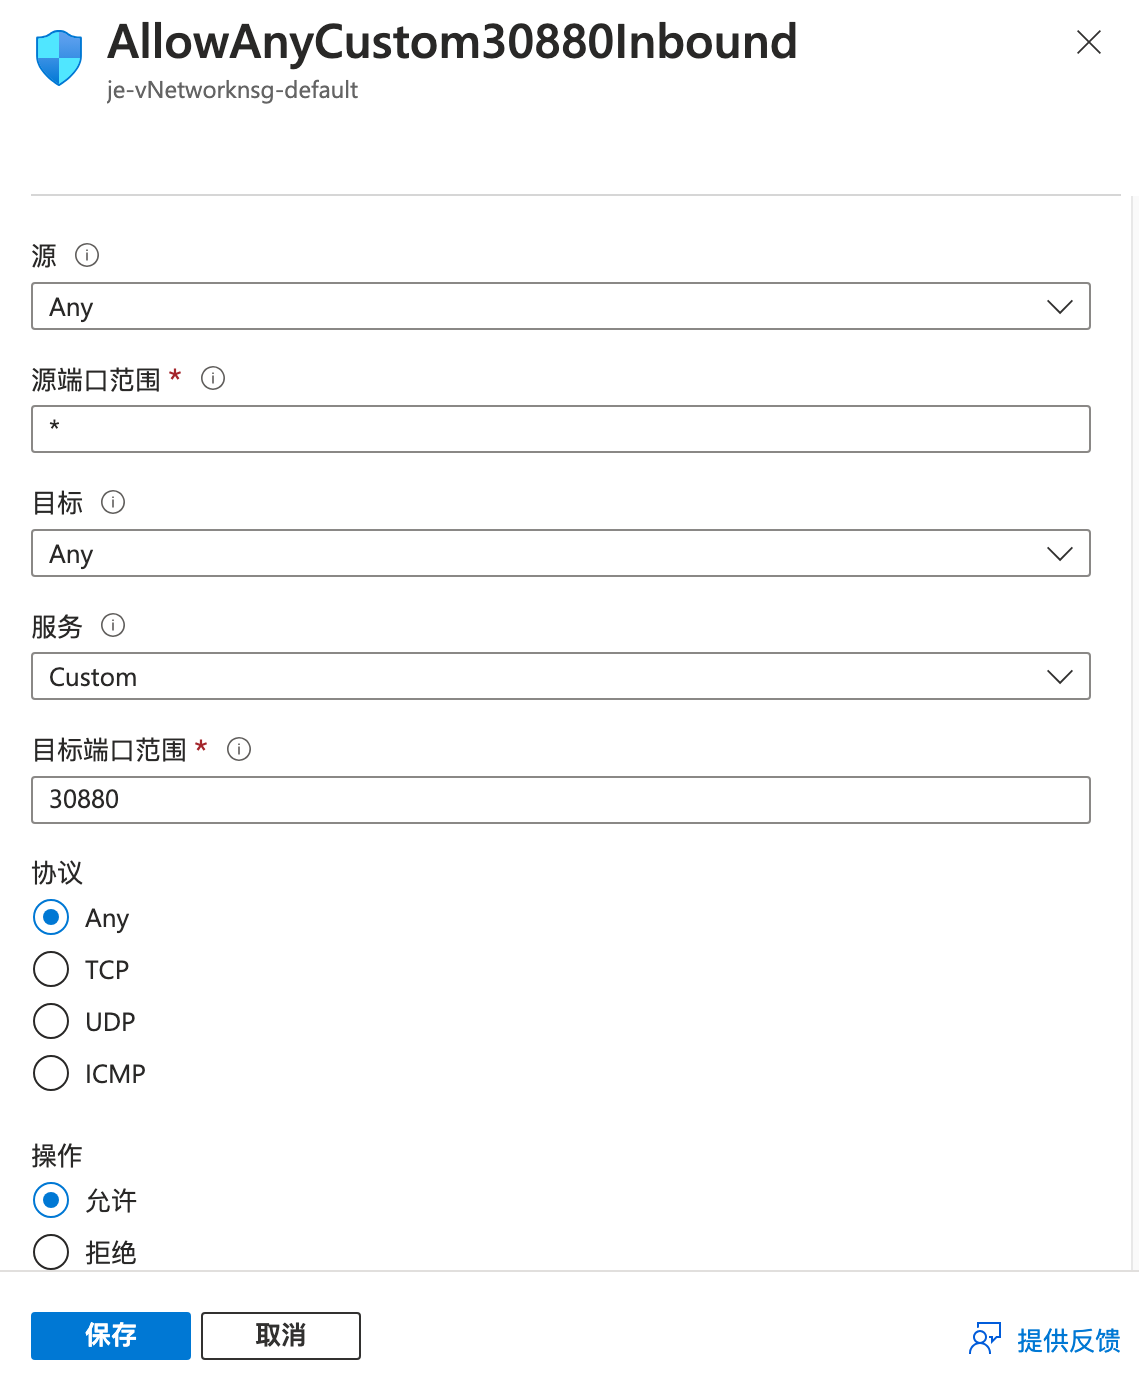 AllowAnyCustom30880Inbound
je-vNetworknsg-default
源
Any
源端口范围 *
*
目标
Any
服务
Custom
目标端口范围 *
30880
协议
Any
TCP
UDP
ICMP
操作
允许
拒绝
保存 取消 提供反馈